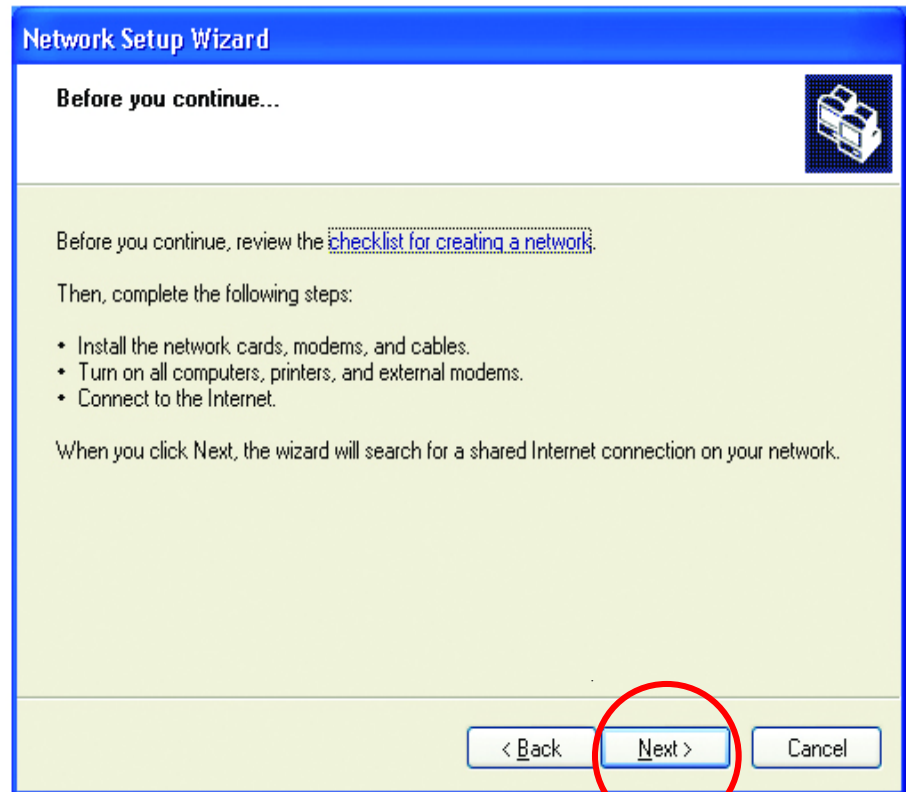 Network Setup Wizard
Before you continue...
Before you continue, review the checklist for creating a network.
Then, complete the following steps:
• Install the network cards, modems, and cables.
• Turn on all computers, printers, and external modems.
• Connect to the Internet.
When you click Next, the wizard will search for a shared Internet connection on your network.
< Back Next > Cancel